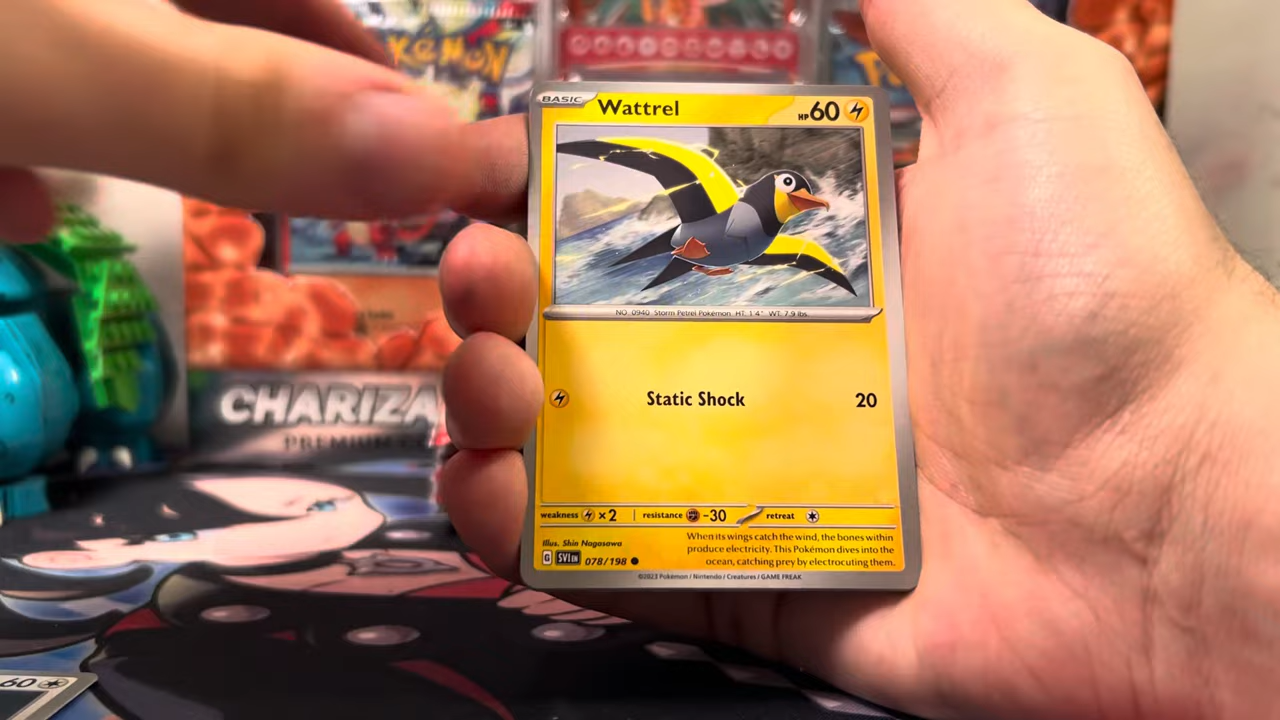 POKéMON
BASIC
Wattrel
HP 60
NO. 0940 Storm Petrel Pokémon HT: 1'4" WT: 7.9 lbs.
Static Shock 20
CHARIZA
PREMIUM
weakness ×2 resistance -30 retreat
Illus. Shin Nagasawa
When its wings catch the wind, the bones within
produce electricity. This Pokémon dives into the
ocean, catching prey by electrocuting them.
G SVI EN 078/198
©2023 Pokémon / Nintendo / Creatures / GAME FREAK
60